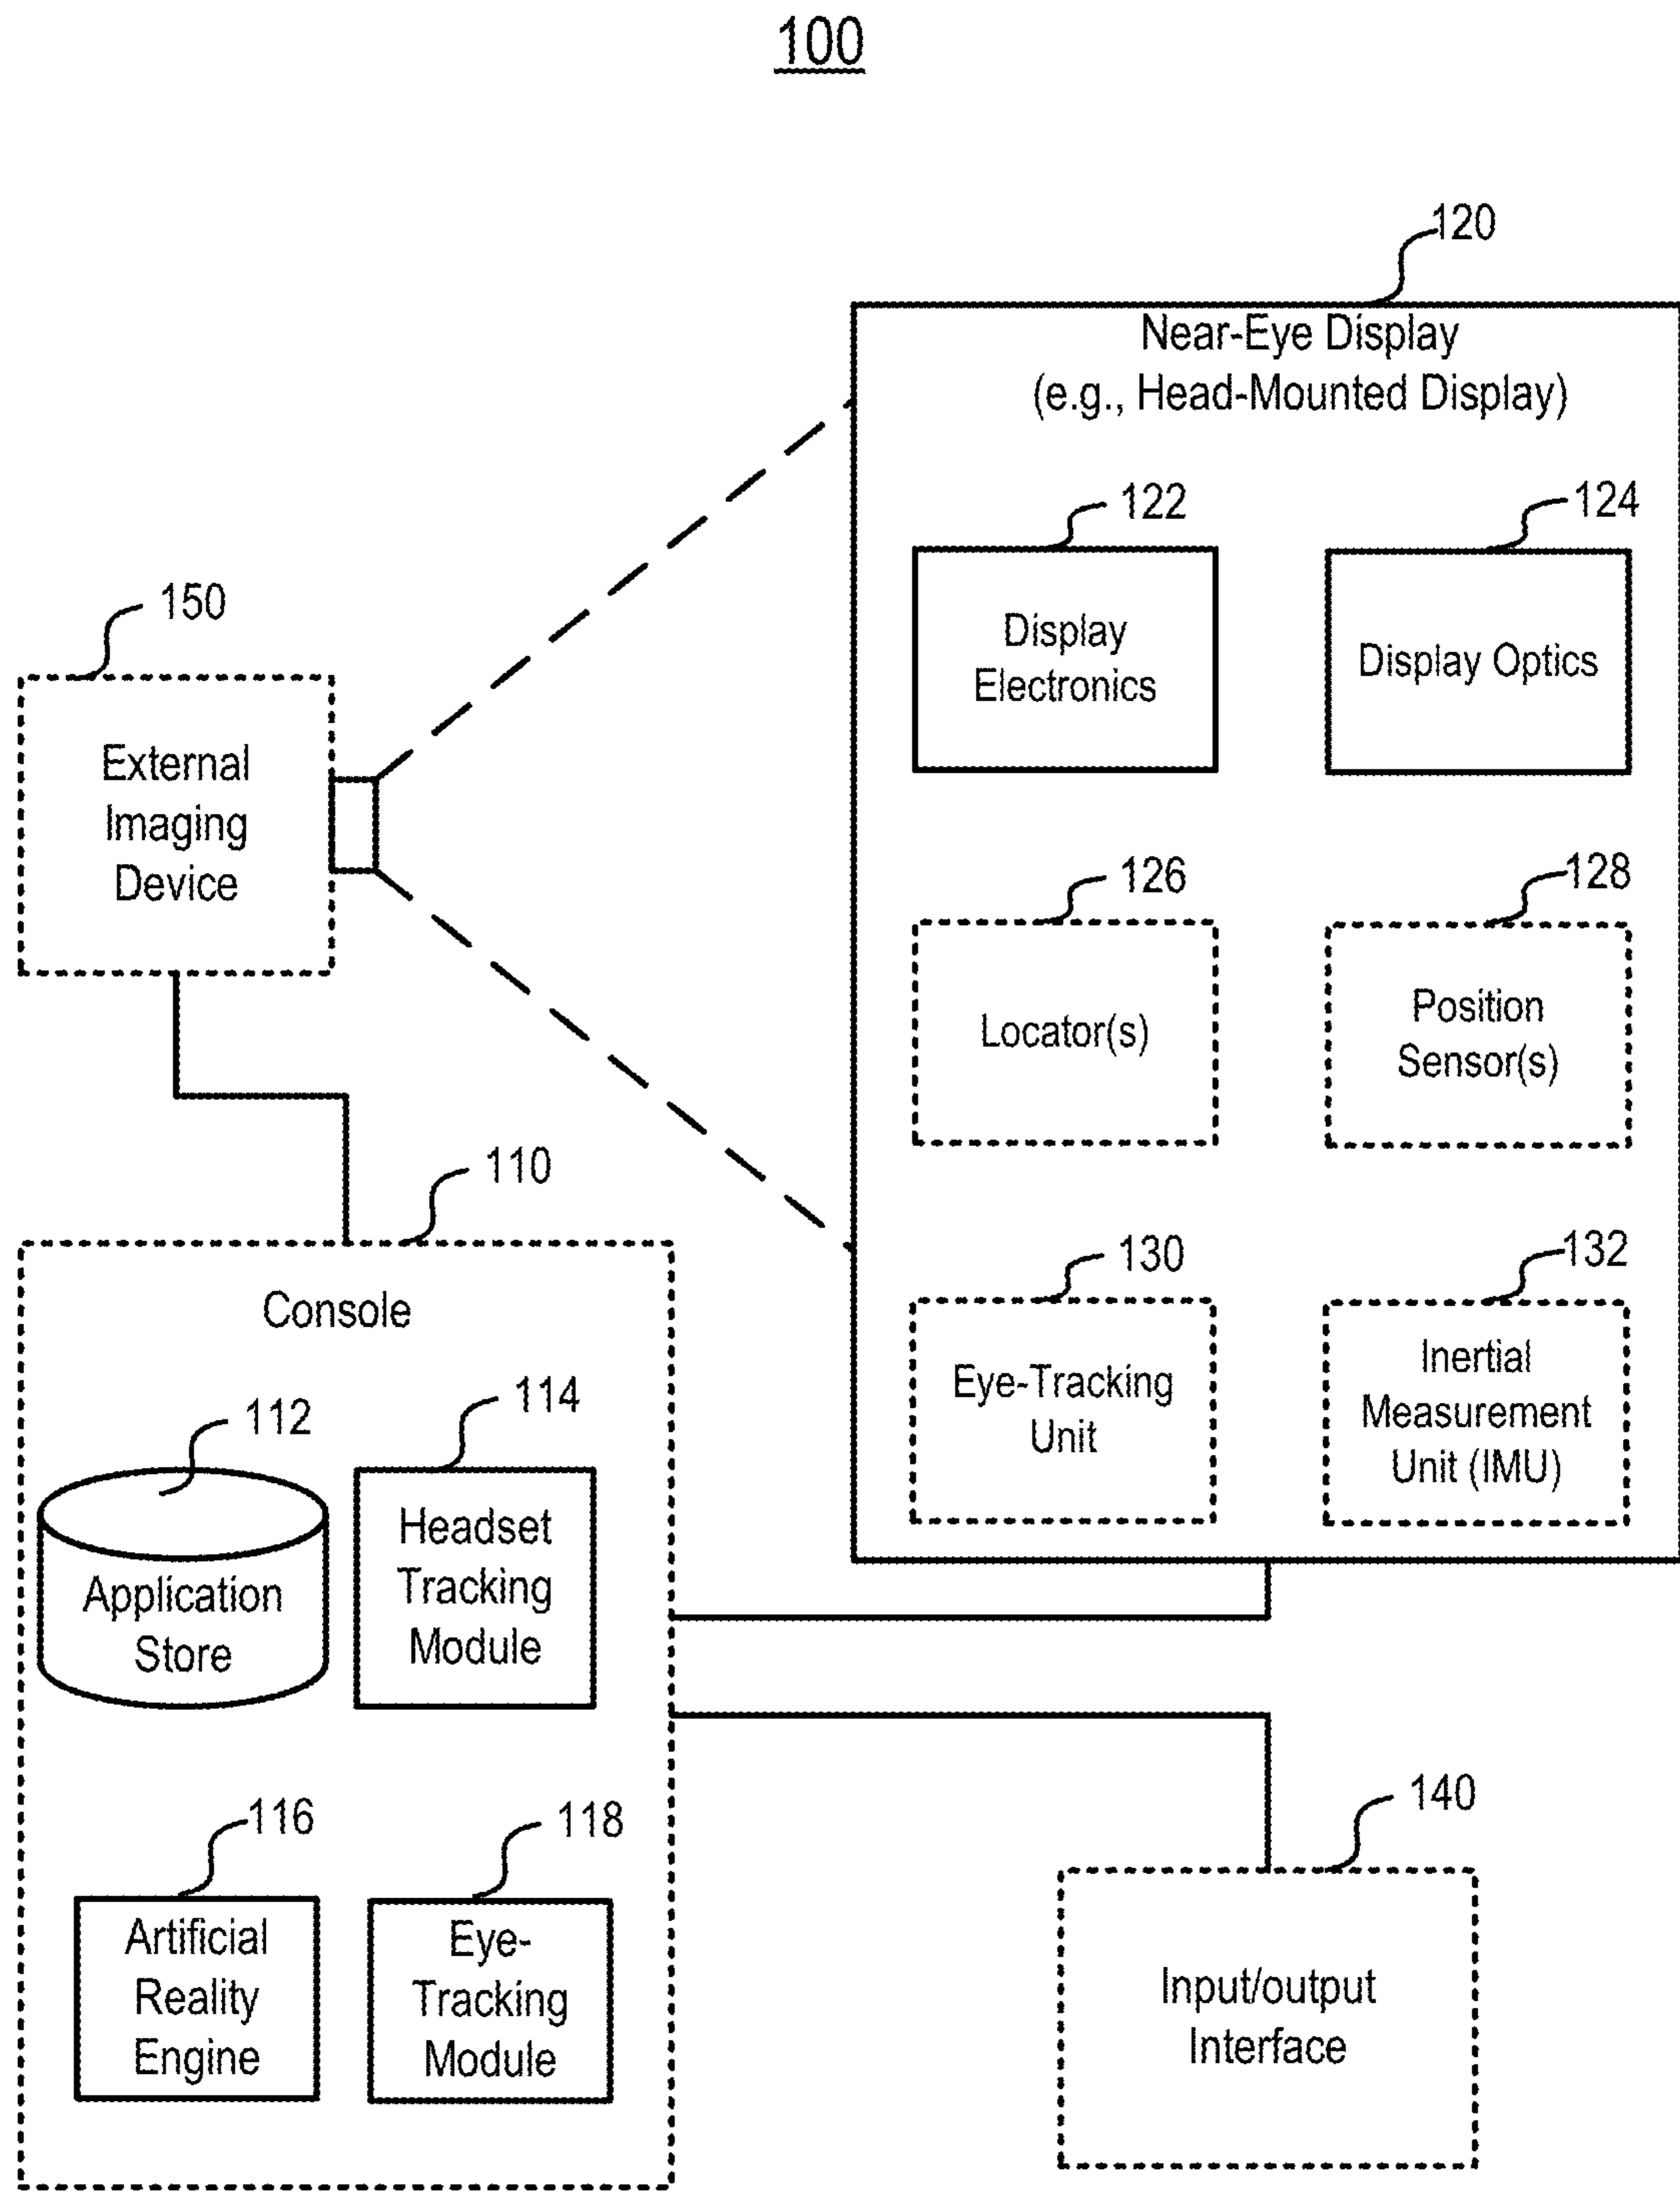 100
120
Near-Eye Display
(e.g., Head-Mounted Display)
122
124
Display
Electronics
Display Optics
150
External
Imaging
Device
126
128
Locator(s)
Position
Sensor(s)
110
130
132
Console
Eye-Tracking
Unit
Inertial
Measurement
Unit (IMU)
112
114
Application
Store
Headset
Tracking
Module
116
118
140
Artificial
Reality
Engine
Eye-
Tracking
Module
Input/output
Interface